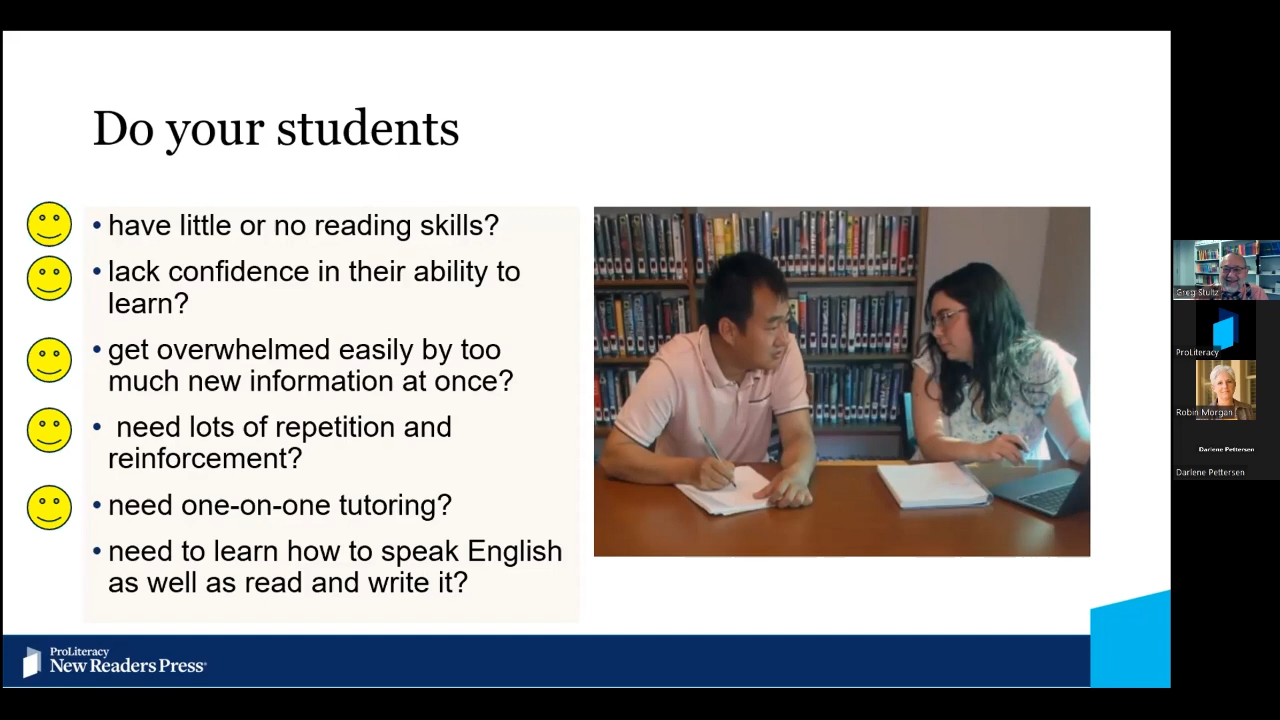 Do your students
• have little or no reading skills?
• lack confidence in their ability to
learn?
• get overwhelmed easily by too
much new information at once?
• need lots of repetition and
reinforcement?
• need one-on-one tutoring?
• need to learn how to speak English
as well as read and write it?
ProLiteracy
New Readers Press
Greg Stultz
ProLiteracy
Robin Morgan
Darlene Pettersen
Darlene Pettersen